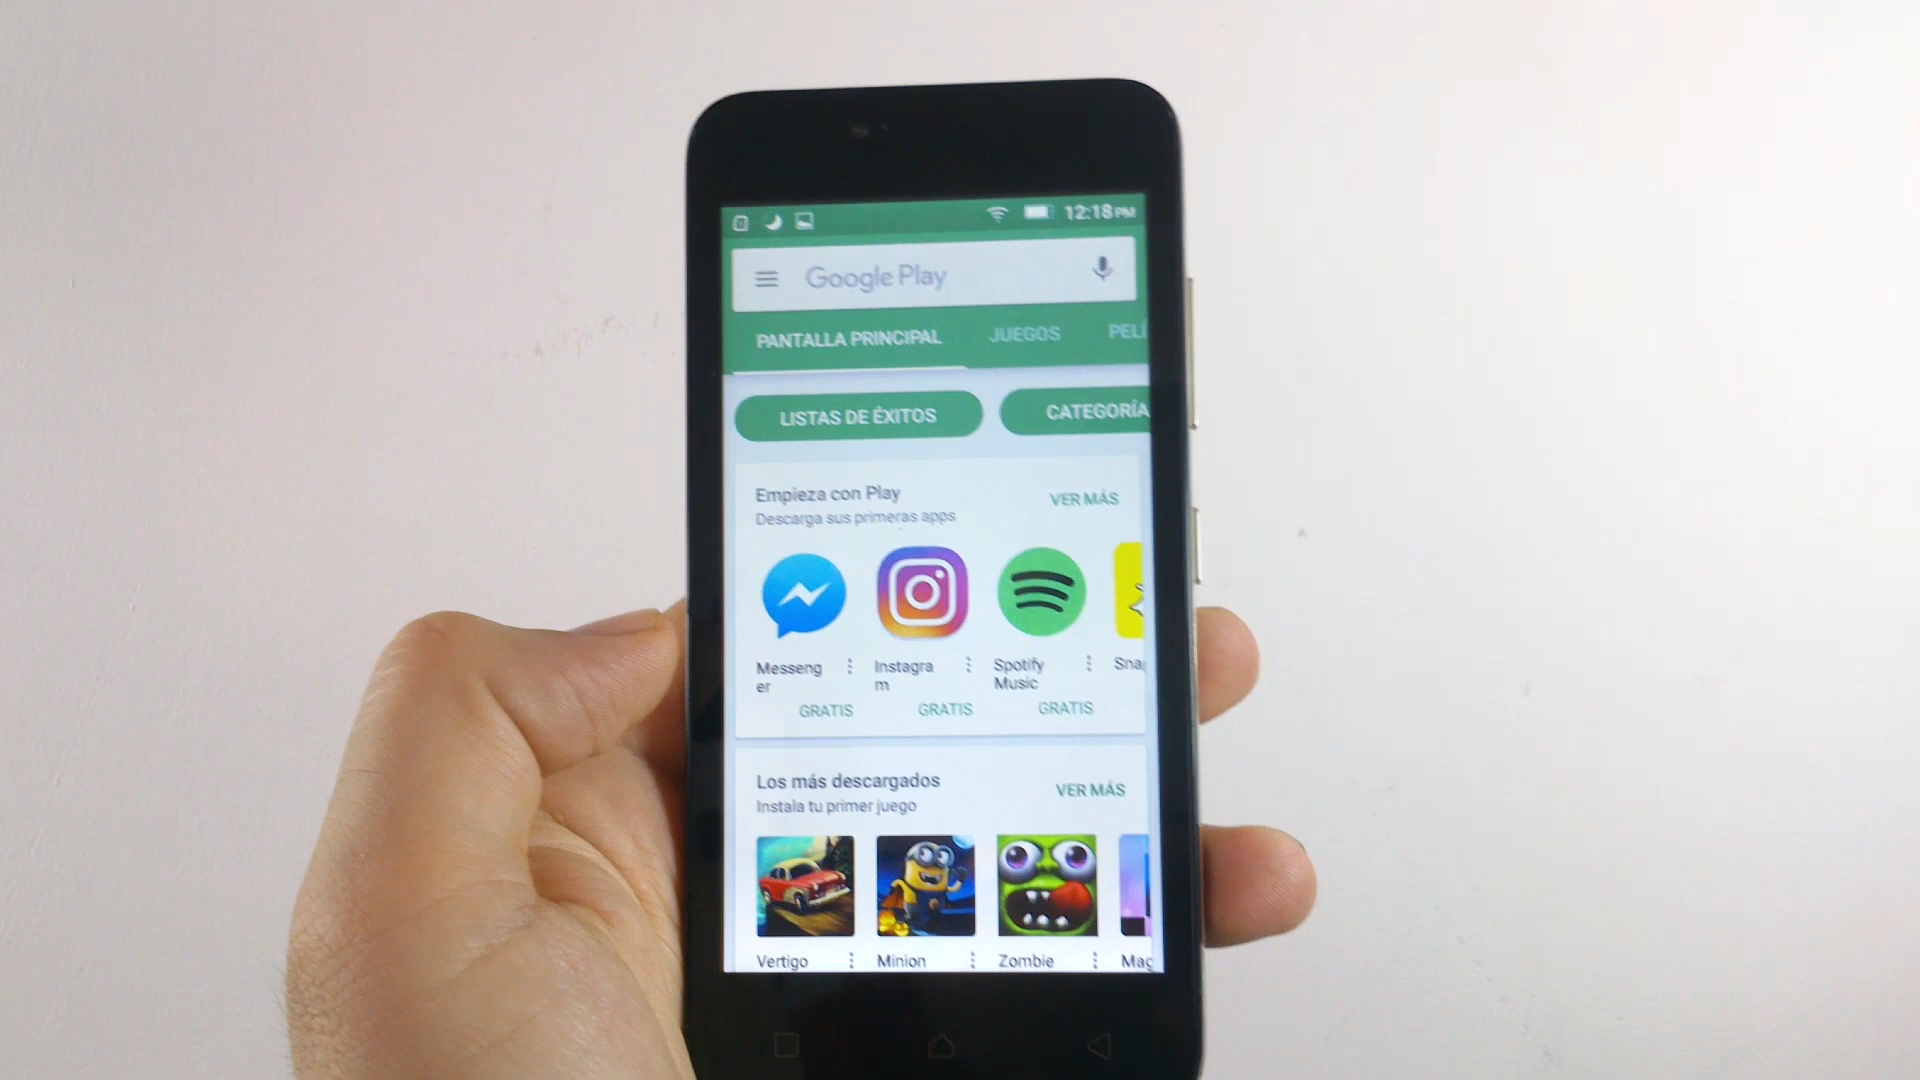 12:18 PM
Google Play
PANTALLA PRINCIPAL JUEGOS PELÍ
LISTAS DE ÉXITOS CATEGORÍA
Empieza con Play VER MÁS
Descarga sus primeras apps
Messeng Instagra Spotify Sna
er m Music
GRATIS GRATIS GRATIS
Los más descargados VER MÁS
Instala tu primer juego
Vertigo Minion Zombie Mag